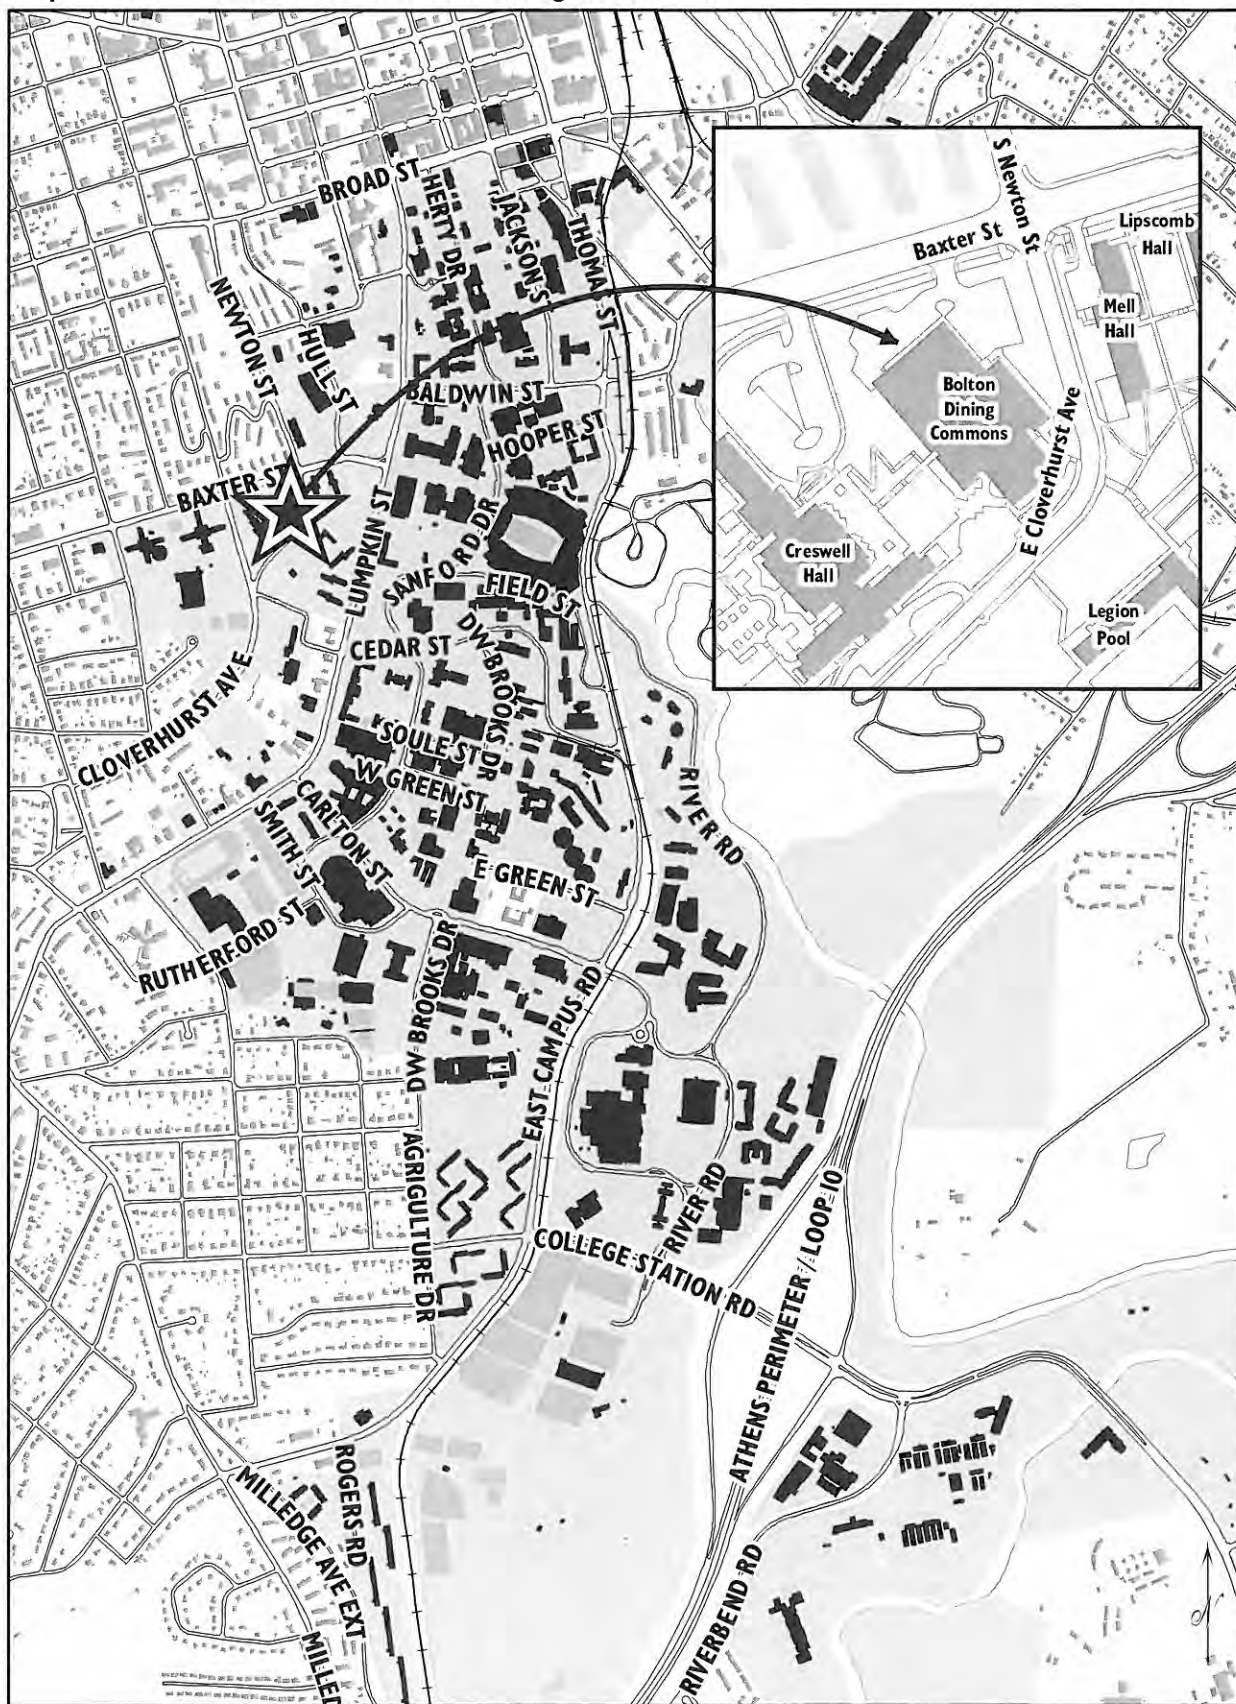 BROAD ST
HERTY DR
JACKSON S
THOMAS ST
NEWTON ST
HULL ST
BALDWIN ST
HOOPER ST
BAXTER ST
LUMPKIN ST
SANFORD DR
FIELD ST
CEDAR ST
DW BROOKS DR
CLOVERHURST AVE
SOULE ST
W GREEN ST
CARLTON ST
SMITH ST
E GREEN ST
RIVER RD
RUTHERFORD ST
DW BROOKS DR
EAST CAMPUS RD
AGRIGULTURE DR
RIVER RD
COLLEGE STATION RD
ATHENS PERIMETER / LOOP 10
ROGERS RD
MILLEDGE AVE EXT
MILLED
RIVERBEND RD
S Newton St
Baxter St
Lipscomb
Hall
Mell
Hall
Bolton
Dining
Commons
E Cloverhurst Ave
Creswell
Hall
Legion
Pool